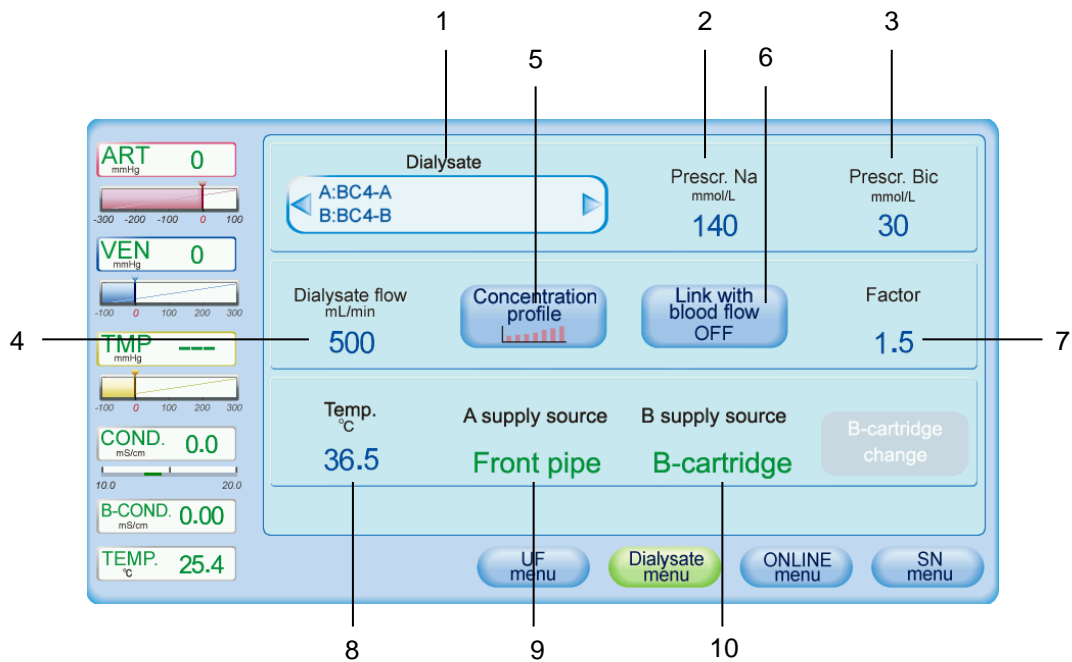 1
2
3
5
6
ART 0
mmHg
-300 -200 -100 0 100
VEN 0
mmHg
-100 0 100 200 300
TMP ---
mmHg
-100 0 100 200 300
COND. 0.0
mS/cm
10.0 20.0
B-COND. 0.00
mS/cm
TEMP. 25.4
°C
Dialysate
A:BC4-A
B:BC4-B
Prescr. Na
mmol/L
140
Prescr. Bic
mmol/L
30
Dialysate flow
mL/min
500
Concentration
profile
Link with
blood flow
OFF
Factor
1.5
4
7
Temp.
°C
36.5
A supply source
Front pipe
B supply source
B-cartridge
B-cartridge
change
UF
menu
Dialysate
menu
ONLINE
menu
SN
menu
8
9
10